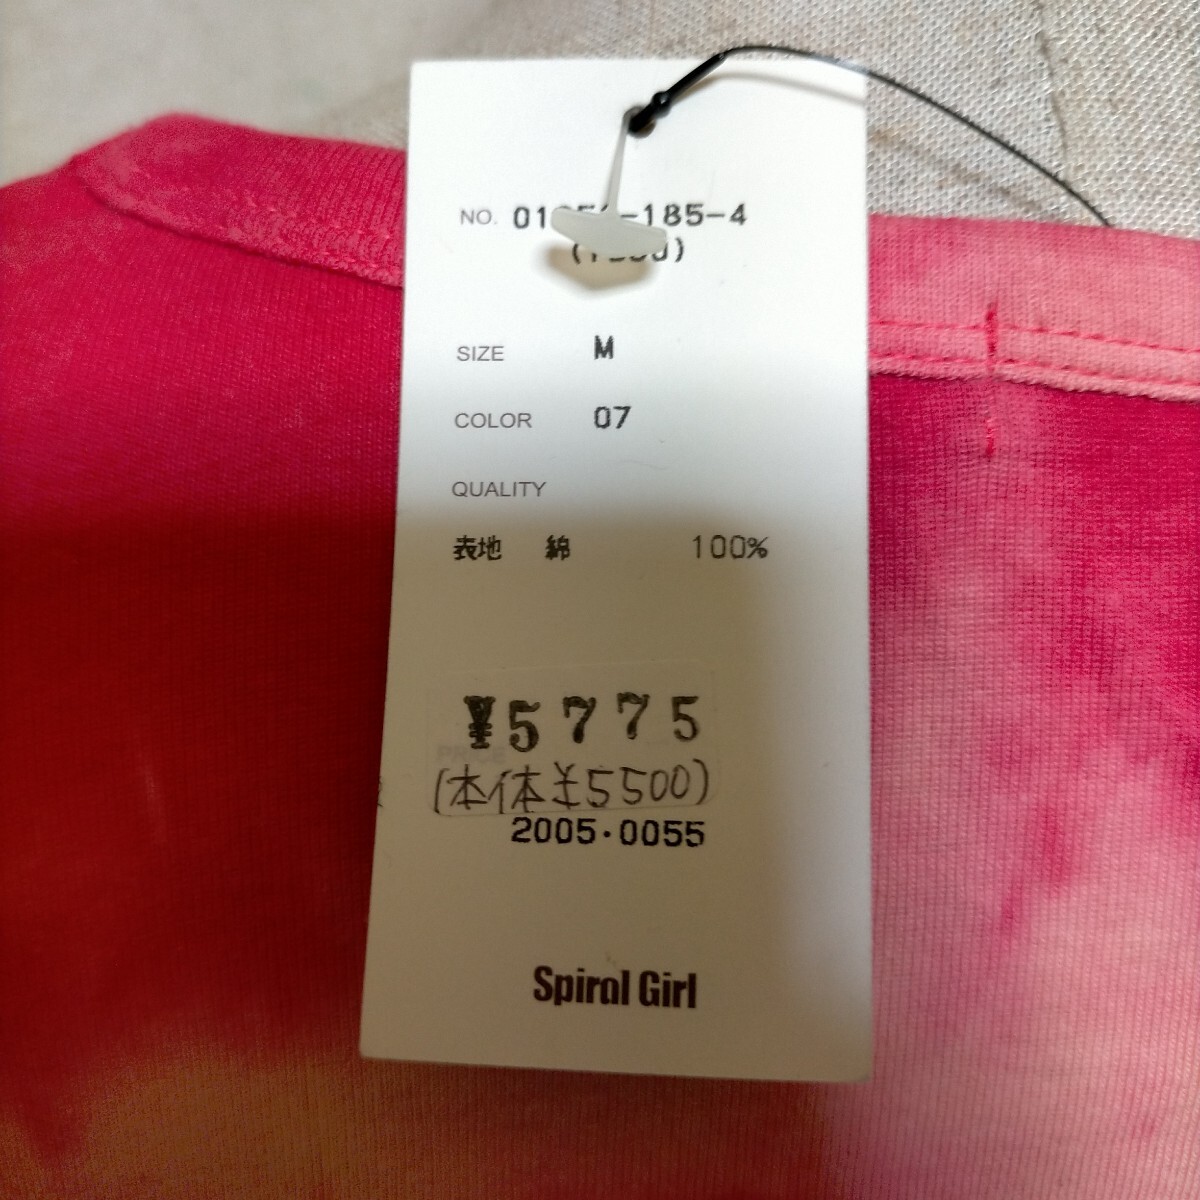 NO. -185-4
SIZE M
COLOR 07
QUALITY
表地 綿 100%
¥5775
PRICE
(本体¥5500)
2005・0055
Spiral Girl